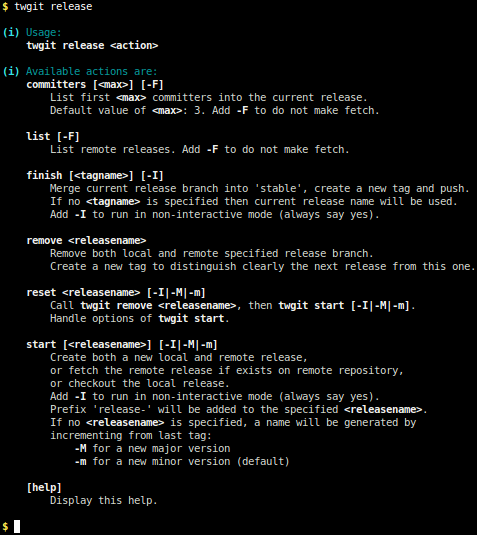 $ twgit release
(i) Usage:
twgit release <action>
(i) Available actions are:
committers [<max>] [-F]
List first <max> committers into the current release.
Default value of <max>: 3. Add -F to do not make fetch.
list [-F]
List remote releases. Add -F to do not make fetch.
finish [<tagname>] [-I]
Merge current release branch into 'stable', create a new tag and push.
If no <tagname> is specified then current release name will be used.
Add -I to run in non-interactive mode (always say yes).
remove <releasename>
Remove both local and remote specified release branch.
Create a new tag to distinguish clearly the next release from this one.
reset <releasename> [-I|-M|-m]
Call twgit remove <releasename>, then twgit start [-I|-M|-m].
Handle options of twgit start.
start [<releasename>] [-I|-M|-m]
Create both a new local and remote release,
or fetch the remote release if exists on remote repository,
or checkout the local release.
Add -I to run in non-interactive mode (always say yes).
Prefix 'release-' will be added to the specified <releasename>.
If no <releasename> is specified, a name will be generated by
incrementing from last tag:
-M for a new major version
-m for a new minor version (default)
[help]
Display this help.
$